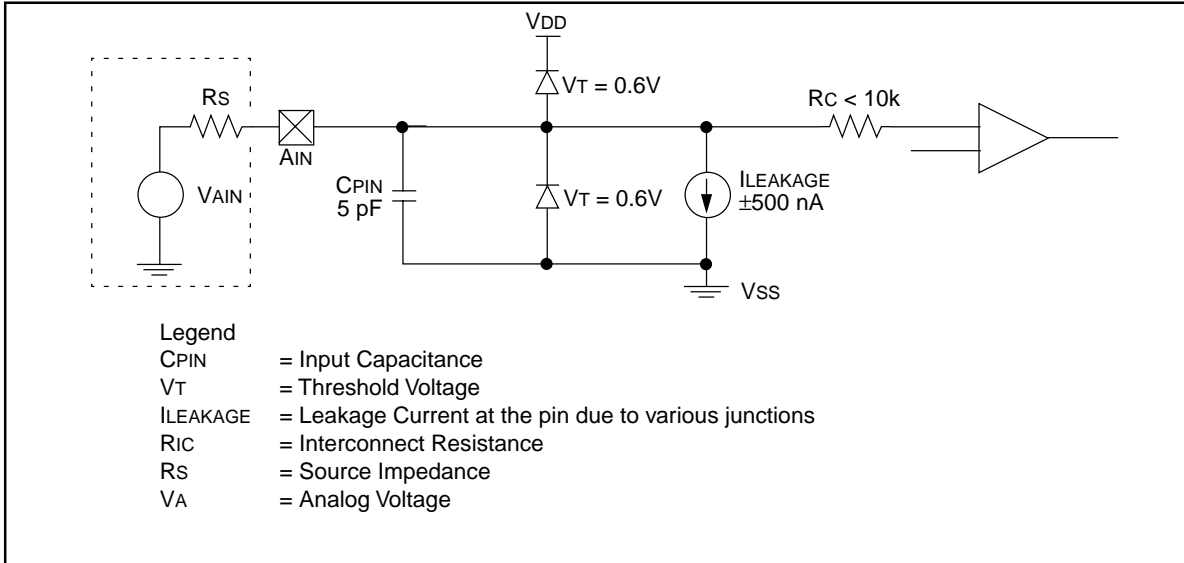 VDD
VT = 0.6V
RS
RC < 10k
AIN
VAIN
CPIN
5 pF
VT = 0.6V
ILEAKAGE
±500 nA
VSS
Legend
CPIN = Input Capacitance
VT = Threshold Voltage
ILEAKAGE = Leakage Current at the pin due to various junctions
RIC = Interconnect Resistance
RS = Source Impedance
VA = Analog Voltage